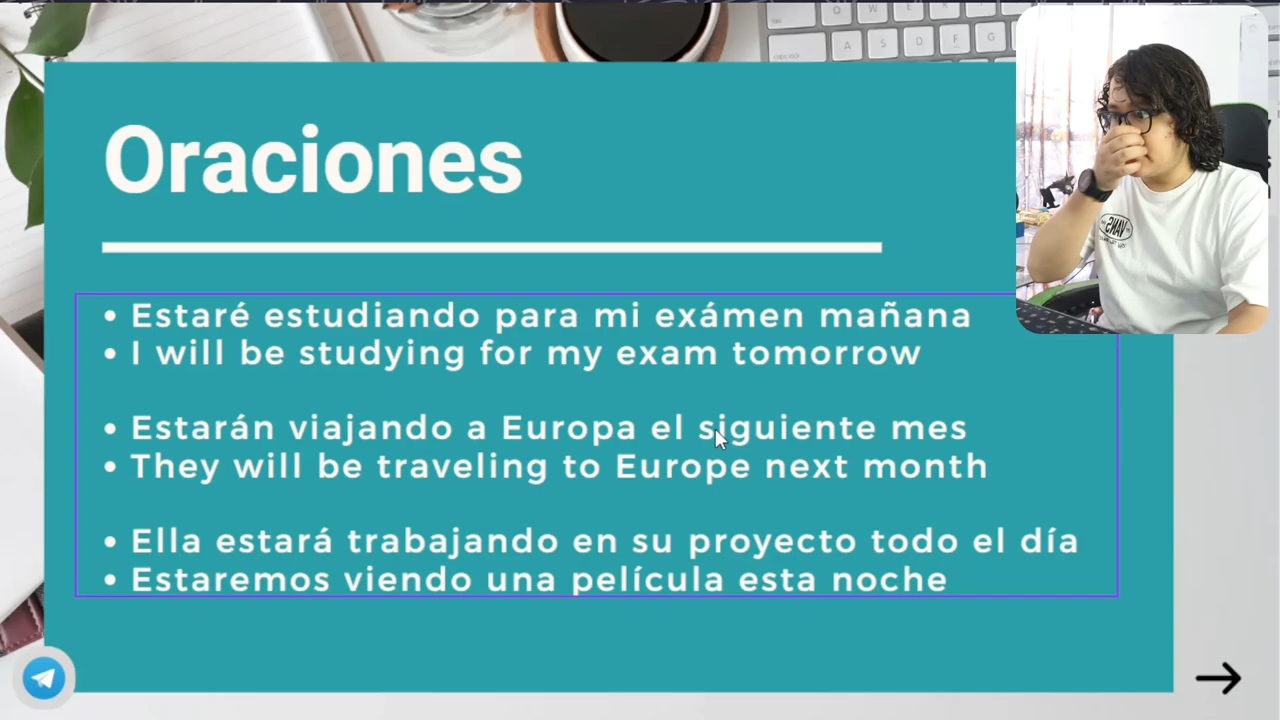 Oraciones
• Estaré estudiando para mi exámen mañana
• I will be studying for my exam tomorrow
• Estarán viajando a Europa el siguiente mes
• They will be traveling to Europe next month
• Ella estará trabajando en su proyecto todo el día
• Estaremos viendo una película esta noche
Q W E R
A S D F G
VANS